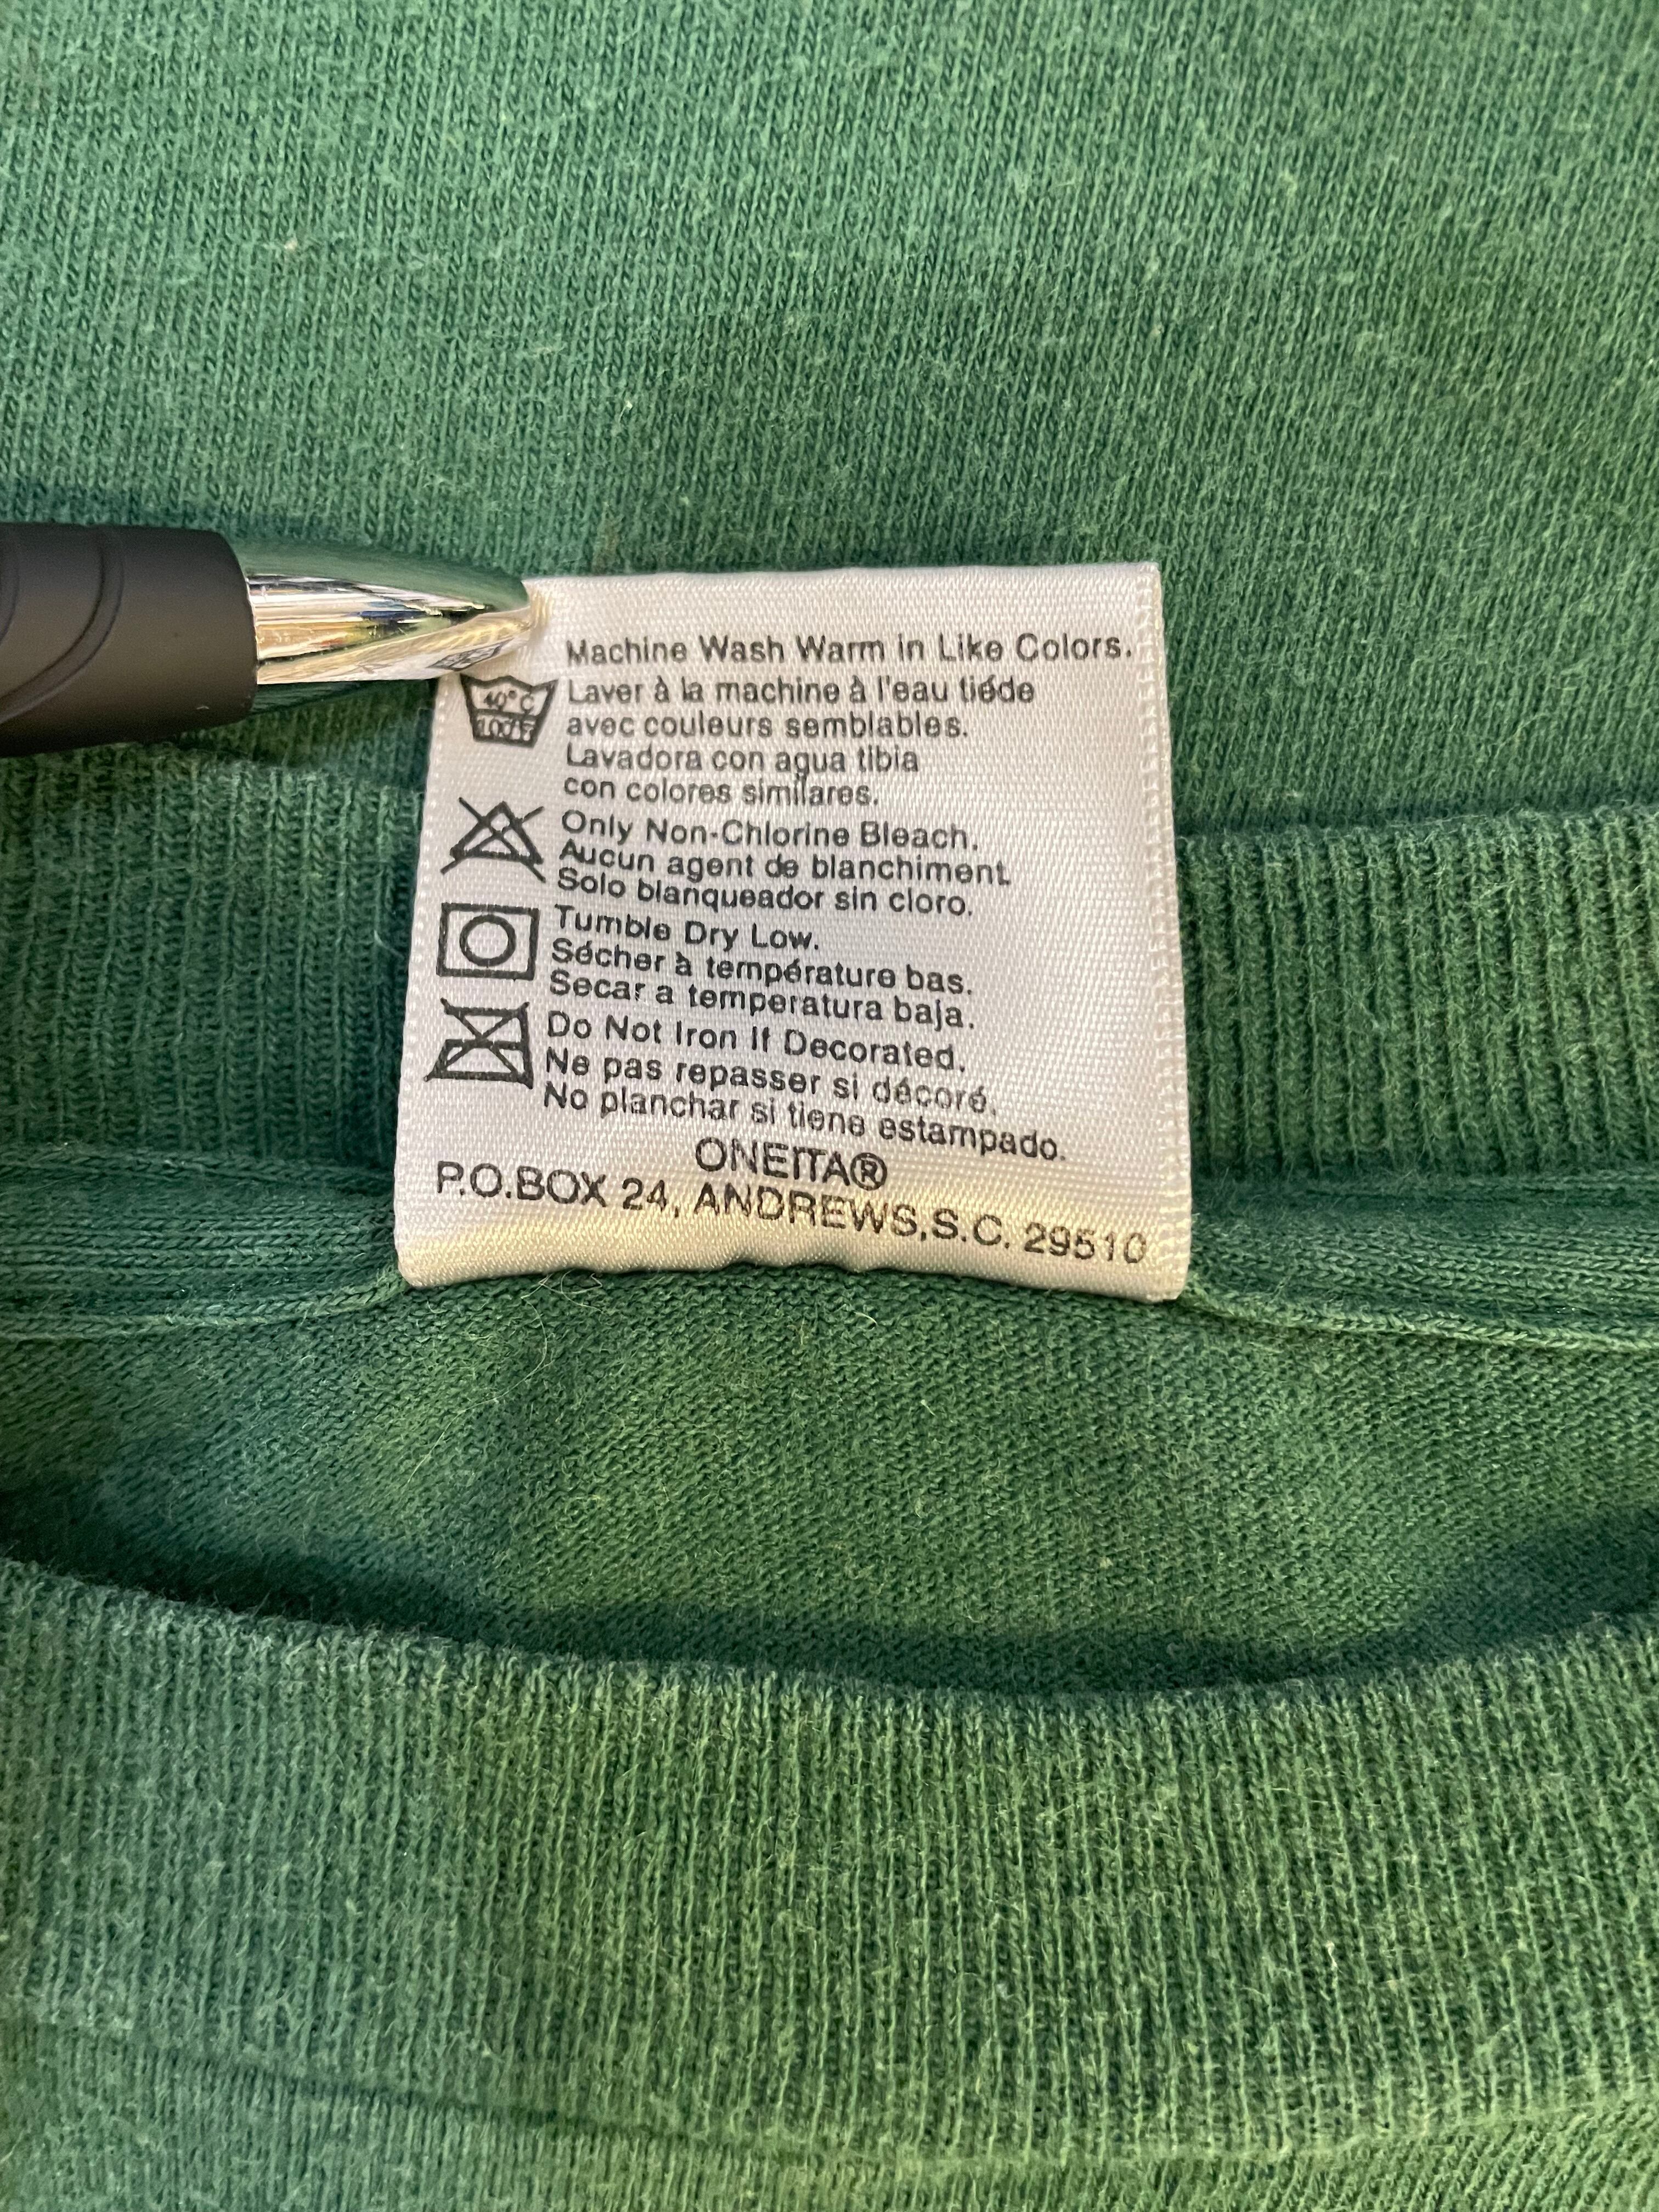 Machine Wash Warm in Like Colors.
40°C
100°F
Laver à la machine à l'eau tiéde
avec couleurs semblables.
Lavadora con agua tibia
con colores similares.
Only Non-Chlorine Bleach.
Aucun agent de blanchiment.
Solo blanqueador sin cloro.
Tumble Dry Low.
Sécher à température bas.
Secar a temperatura baja.
Do Not Iron If Decorated.
Ne pas repasser si décoré.
No planchar si tiene estampado.
ONEITA®
P.O.BOX 24, ANDREWS,S.C. 29510